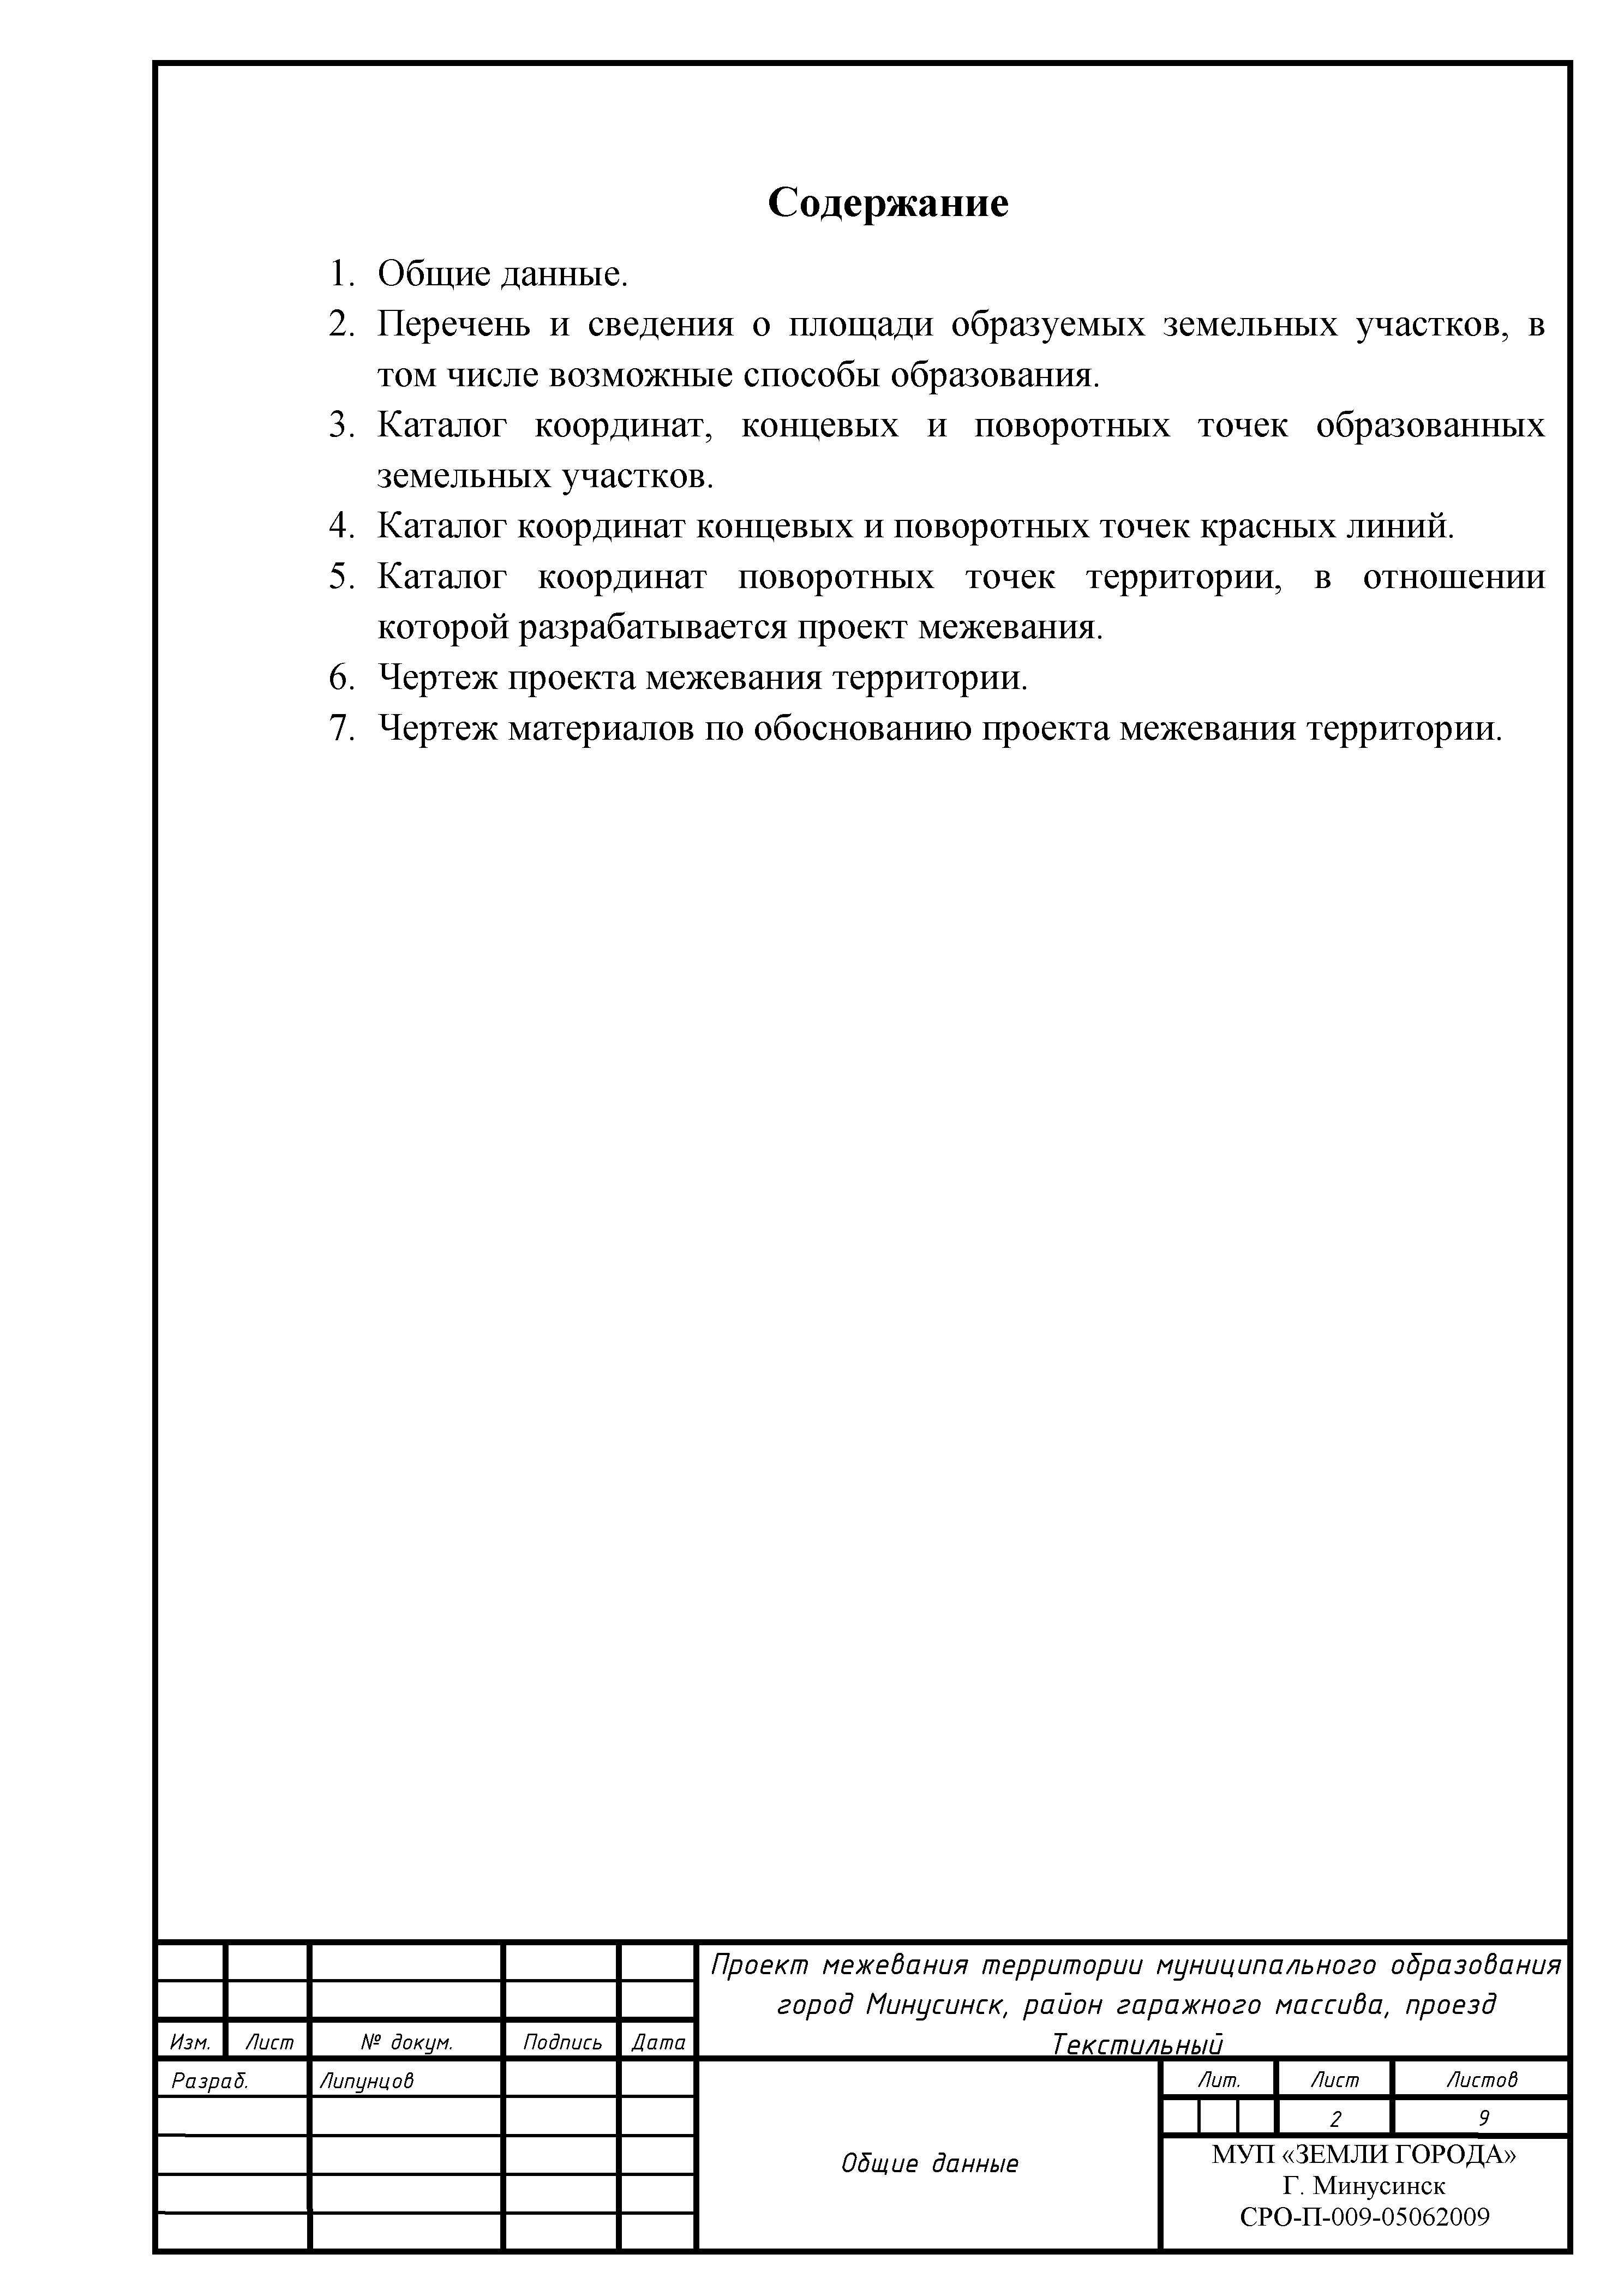 Содержание
1. Общие данные.
2. Перечень и сведения о площади образуемых земельных участков, в
том числе возможные способы образования.
3. Каталог координат, концевых и поворотных точек образованных
земельных участков.
4. Каталог координат концевых и поворотных точек красных линий.
5. Каталог координат поворотных точек территории, в отношении
которой разрабатывается проект межевания.
6. Чертеж проекта межевания территории.
7. Чертеж материалов по обоснованию проекта межевания территории.
Проект межевания территории муниципального образования
город Минусинск, район гаражного массива, проезд
Текстильный
Изм. Лист № докум. Подпись Дата
Разраб. Липунцов
Общие данные
Лит. Лист Листов
2 9
МУП «ЗЕМЛИ ГОРОДА»
Г. Минусинск
СРО-П-009-05062009